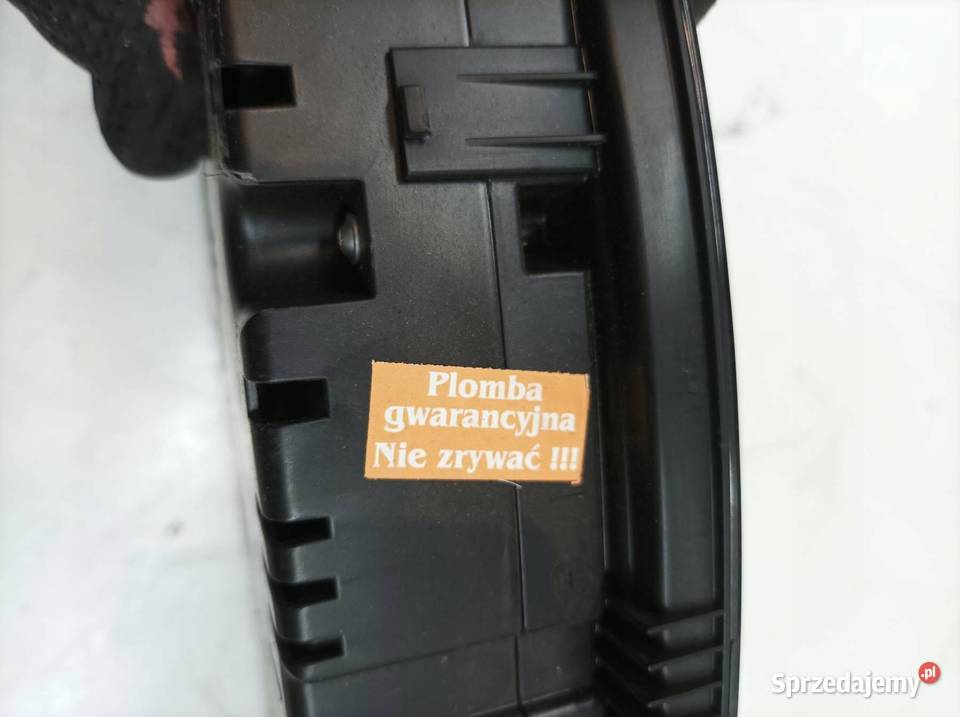 Plomba
gwarancyjna
Nie zrywać !!!
Sprzedajemy.pl